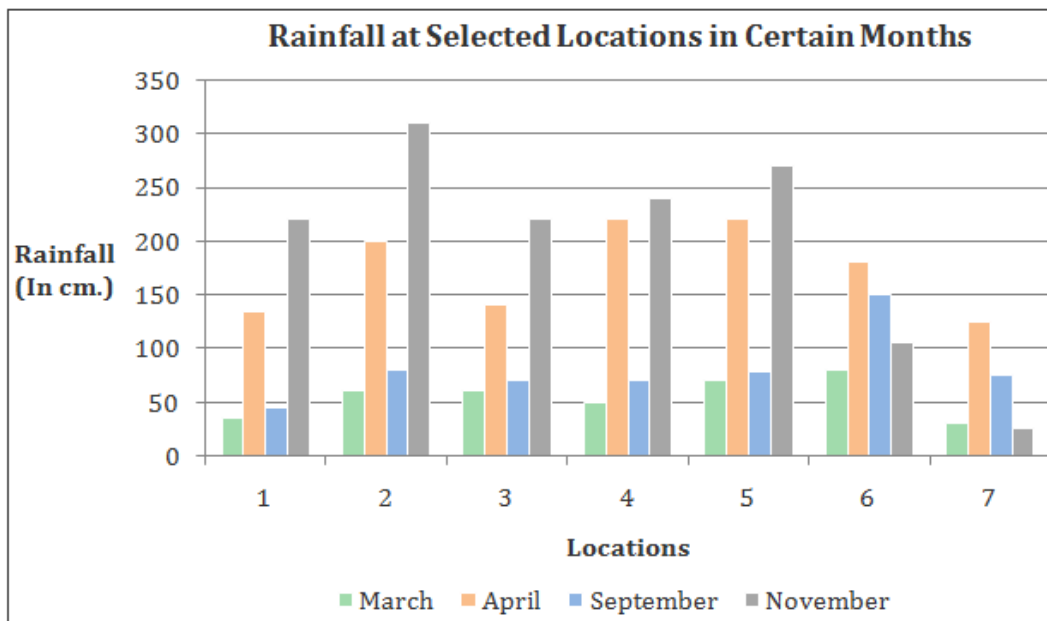 Rainfall at Selected Locations in Certain Months
350
300
250
200
150
100
50
0
Rainfall
(In cm.)
1 2 3 4 5 6 7
Locations
March April September November